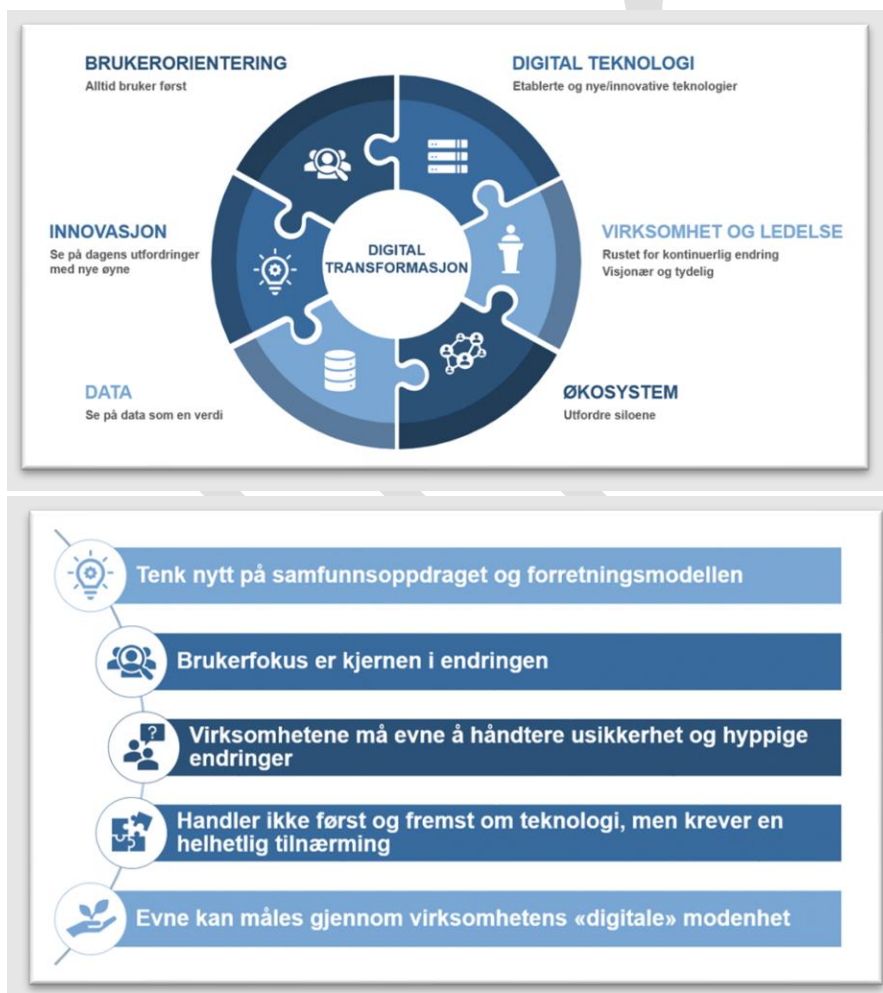 BRUKERORIENTERING
Alltid bruker først
DIGITAL TEKNOLOGI
Etablerte og nye/innovative teknologier
INNOVASJON
Se på dagens utfordringer
med nye øyne
DIGITAL
TRANSFORMASJON
VIRKSOMHET OG LEDELSE
Rustet for kontinuerlig endring
Visjonær og tydelig
DATA
Se på data som en verdi
ØKOSYSTEM
Utfordre siloene
Tenk nytt på samfunnsoppdraget og forretningsmodellen
Brukerfokus er kjernen i endringen
?
Virksomhetene må evne å håndtere usikkerhet og hyppige
endringer
Handler ikke først og fremst om teknologi, men krever en
helhetlig tilnærming
Evne kan måles gjennom virksomhetens «digitale» modenhet